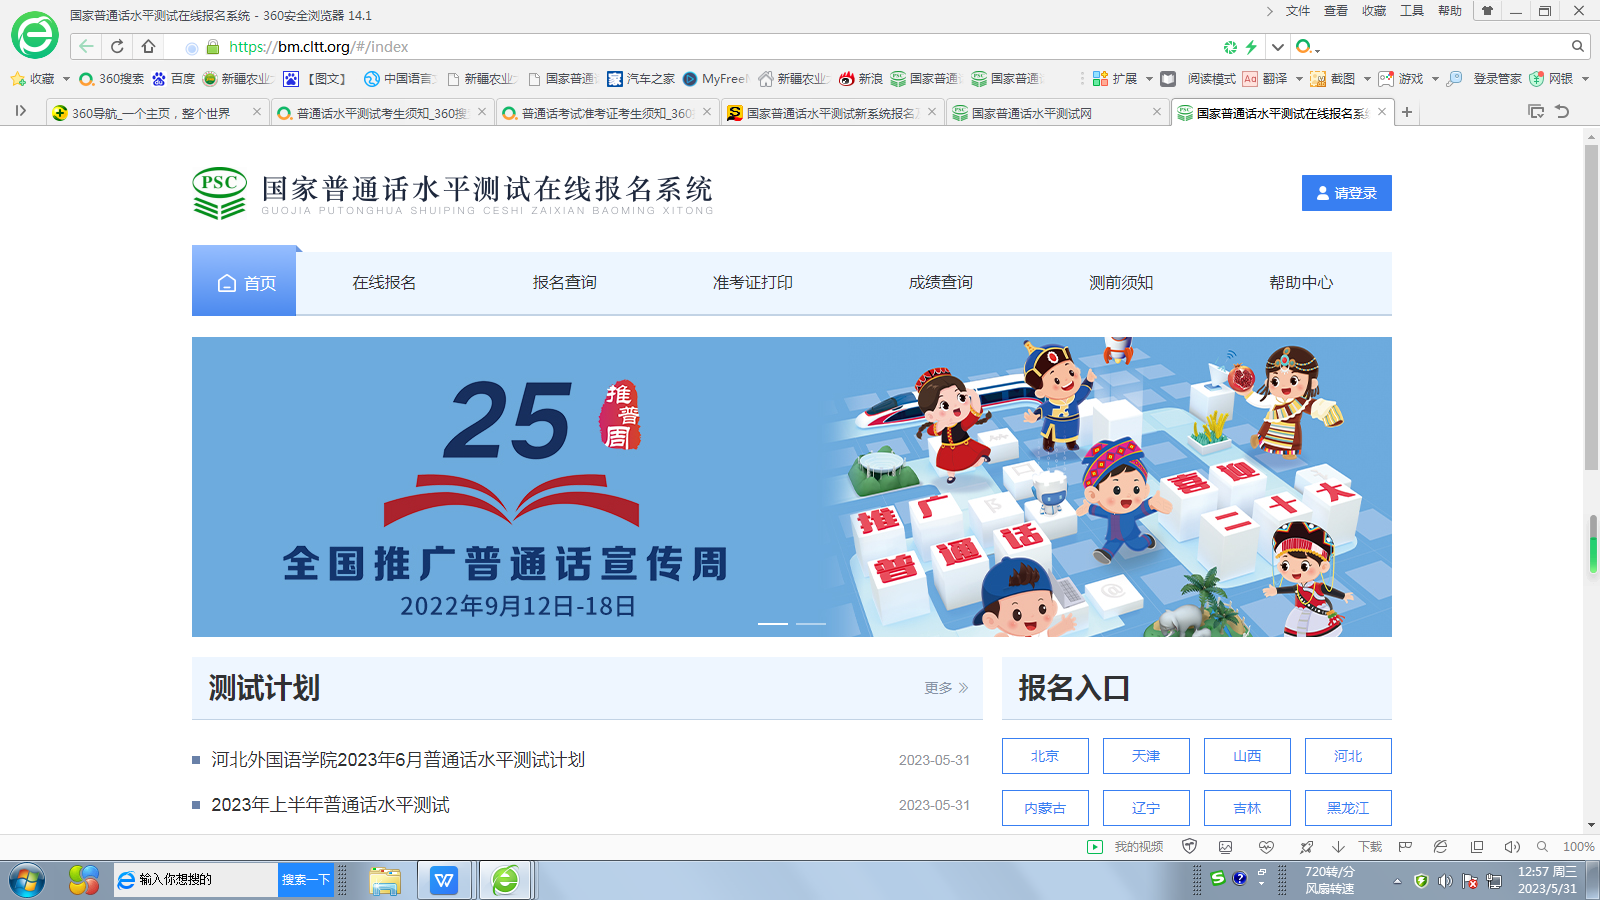 国家普通话水平测试在线报名系统 - 360安全浏览器 14.1
文件 查看 收藏 工具 帮助
https://bm.cltt.org/#/index
收藏 360搜索 百度 新疆农业大 【图文】 中国语言 新疆农业大 国家普通 汽车之家 MyFree 新疆农业 新浪 国家普通 国家普通 扩展 阅读模式 翻译 截图 游戏 登录管家 网银
360导航_一个主页，整个世界 普通话水平测试考生须知_360搜 普通话考试准考证考生须知_360 国家普通话水平测试新系统报名 国家普通话水平测试网 国家普通话水平测试在线报名系统
PSC 国家普通话水平测试在线报名系统
GUOJIA PUTONGHUA SHUIPING CESHI ZAIXIAN BAOMING XITONG
请登录
首页 在线报名 报名查询 准考证打印 成绩查询 测前须知 帮助中心
25 推普周
全国推广普通话宣传周
2022年9月12日-18日
推广普通话
喜迎二十大
测试计划 更多
报名入口
河北外国语学院2023年6月普通话水平测试计划 2023-05-31
2023年上半年普通话水平测试 2023-05-31
北京 天津 山西 河北
内蒙古 辽宁 吉林 黑龙江
我的视频 下载 100%
输入你想搜的 搜索一下
720转/分
风扇转速
12:57 周三
2023/5/31